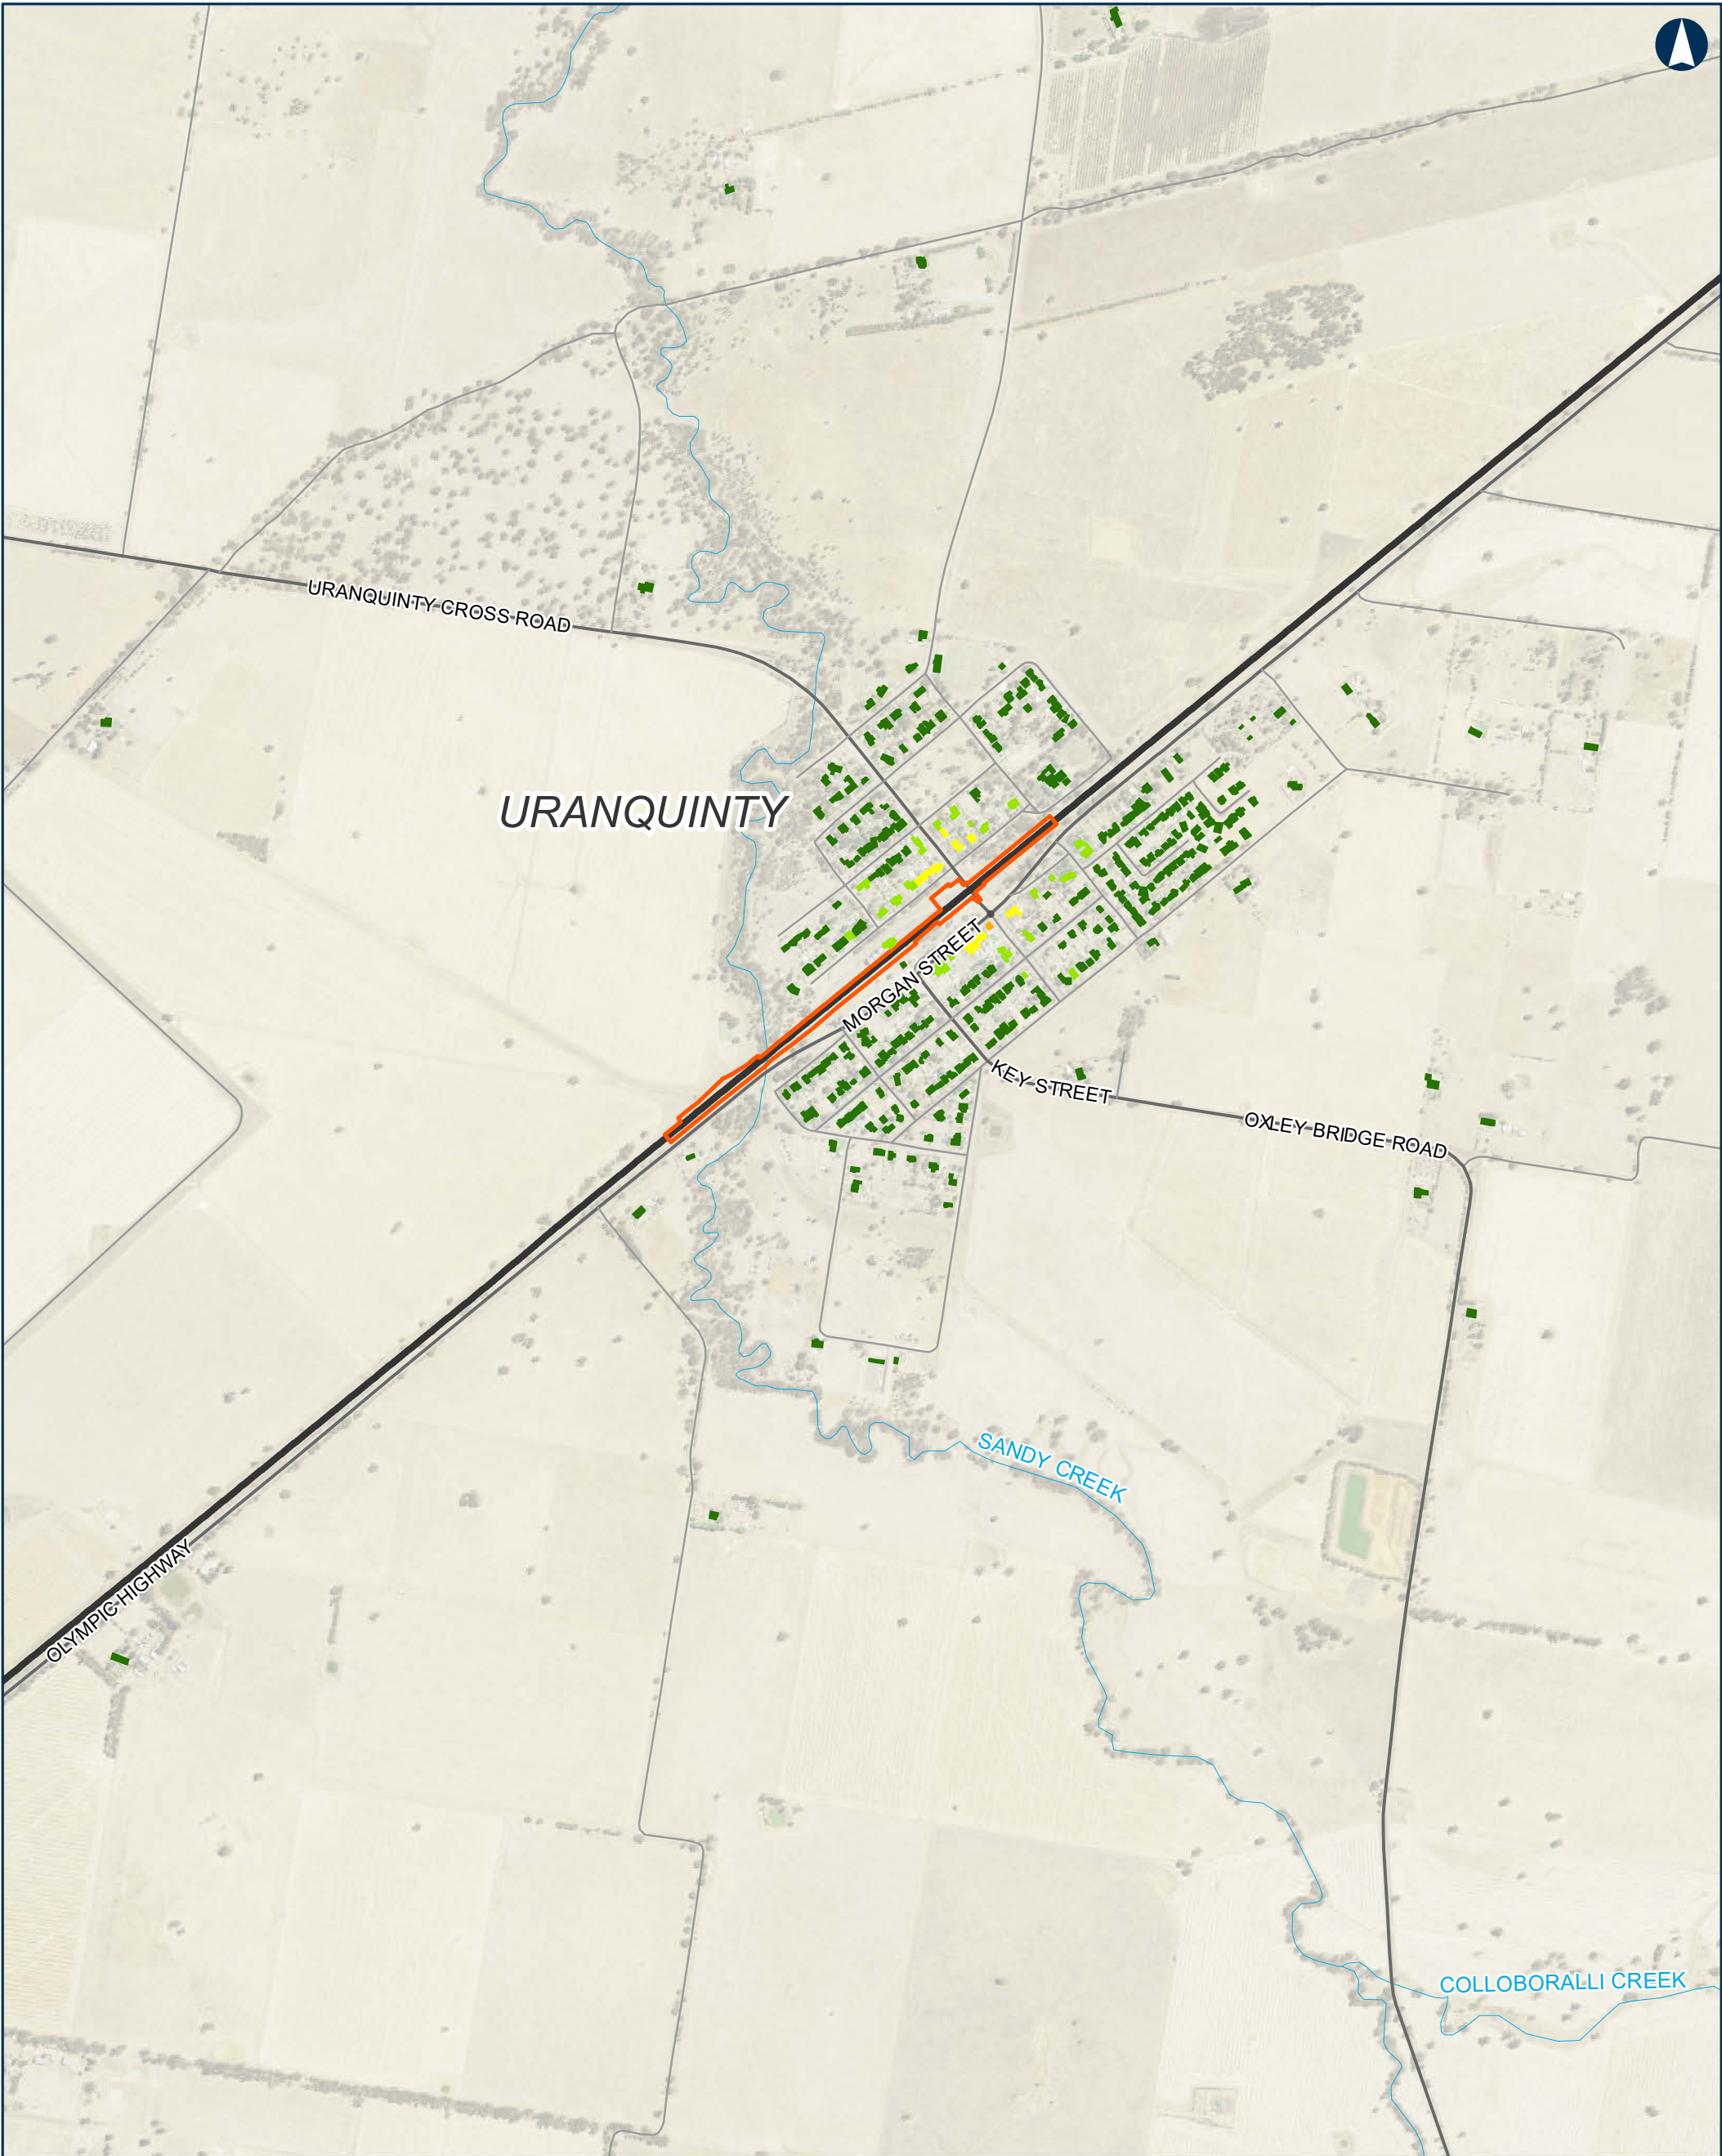 URANQUINTY CROSS ROAD
URANQUINTY
MORGAN STREET
KEY STREET
OXLEY BRIDGE ROAD
SANDY CREEK
OLYMPIC HIGHWAY
COLLOBORALLI CREEK